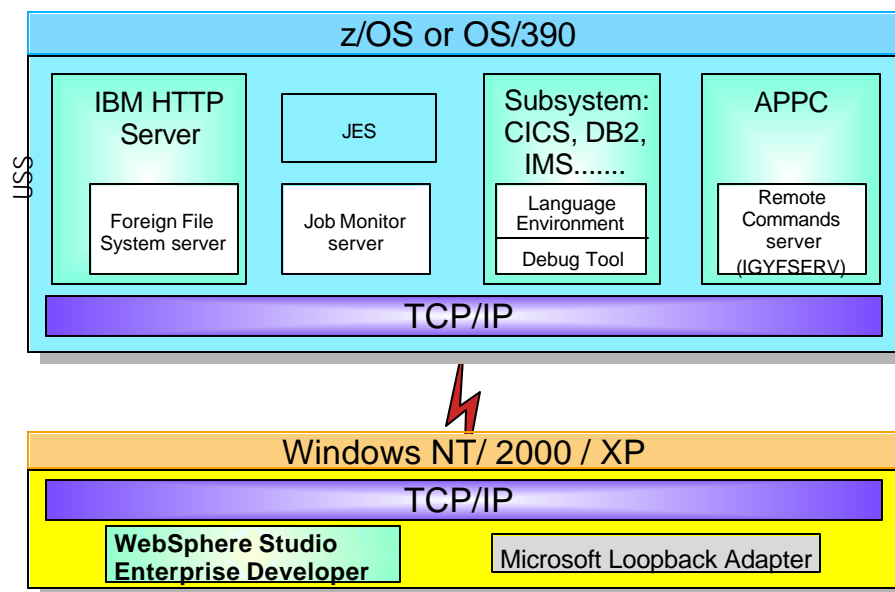 z/OS or OS/390
USS
IBM HTTP
Server
Foreign File
System server
JES
Job Monitor
server
Subsystem:
CICS, DB2,
IMS.......
Language
Environment
Debug Tool
APPC
Remote
Commands
server
(IGYFSERV)
TCP/IP
Windows NT/ 2000 / XP
TCP/IP
WebSphere Studio
Enterprise Developer
Microsoft Loopback Adapter